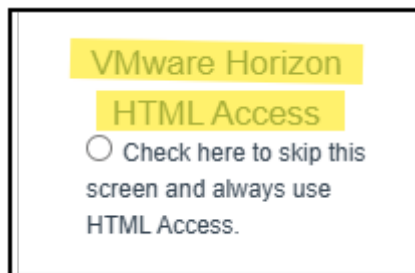 VMware Horizon
HTML Access
Check here to skip this
screen and always use
HTML Access.